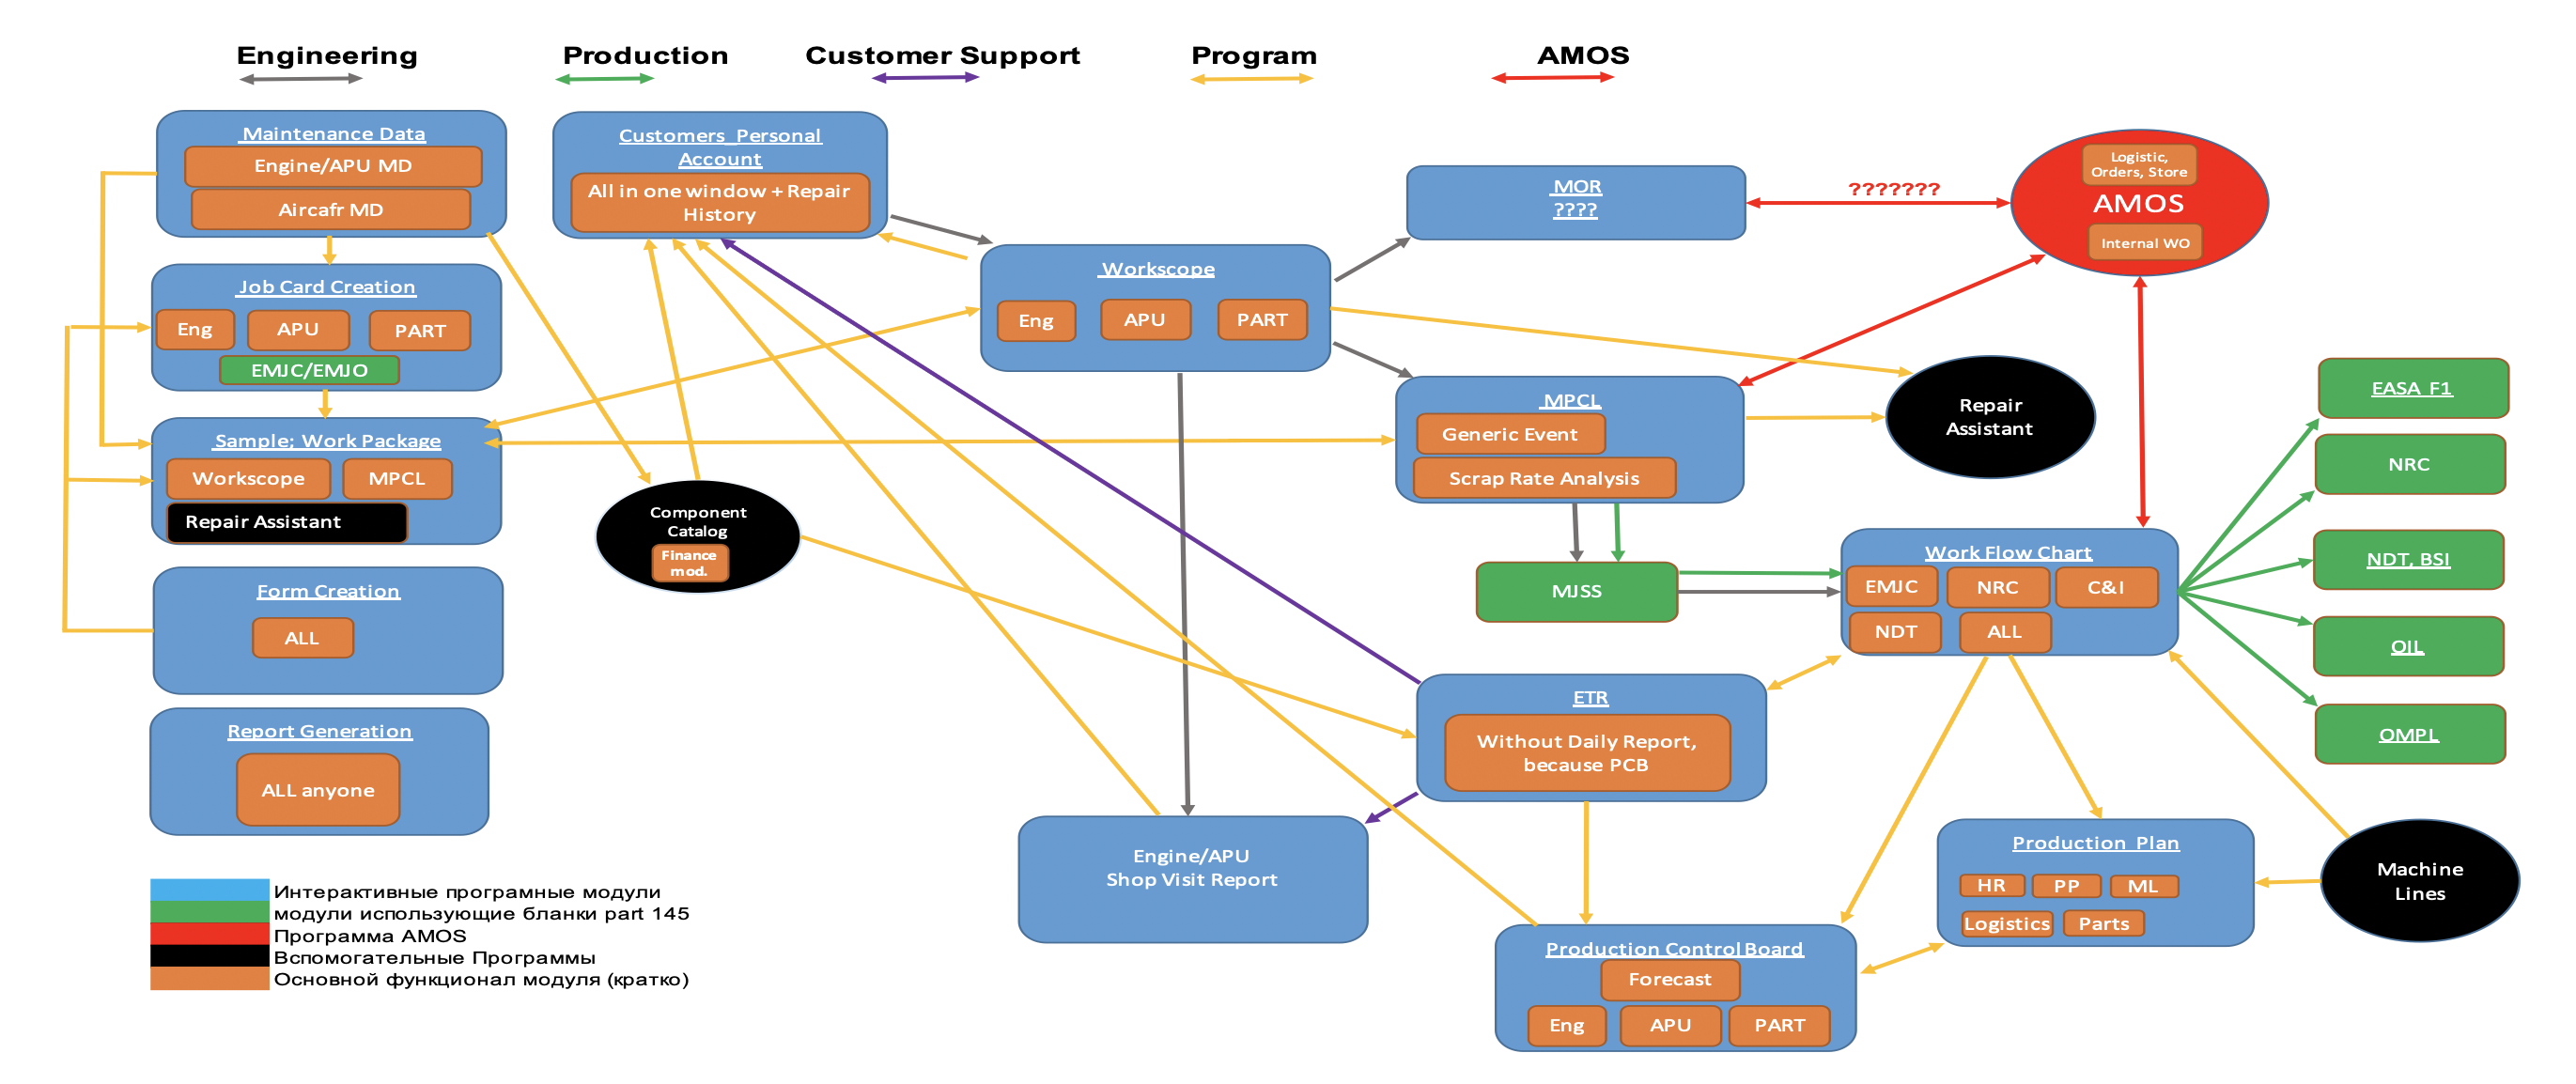 Engineering
Production
Customer Support
Program
AMOS
Maintenance Data
Engine/APU MD
Aircafr MD
Customers_Personal
Account
All in one window + Repair
History
MOR
????
???????
Logistic,
Orders, Store
AMOS
Internal WO
Job Card Creation
Eng
APU
PART
EMJC/EMJO
Workscope
Eng
APU
PART
Sample; Work Package
Workscope
MPCL
Repair Assistant
MPCL
Generic Event
Scrap Rate Analysis
Repair
Assistant
EASA F1
NRC
NDT, BSI
OIL
OMPL
Component
Catalog
Finance
mod.
Form Creation
ALL
MJSS
Work Flow Chart
EMJC
NRC
C&I
NDT
ALL
Report Generation
ALL anyone
ETR
Without Daily Report,
because PCB
Engine/APU
Shop Visit Report
Production Plan
HR
PP
ML
Logistics
Parts
Machine
Lines
Production Control Board
Forecast
Eng
APU
PART
Интерактивные програмные модули
модули использующие бланки part 145
Программа AMOS
Вспомогательные Программы
Основной функционал модуля (кратко)